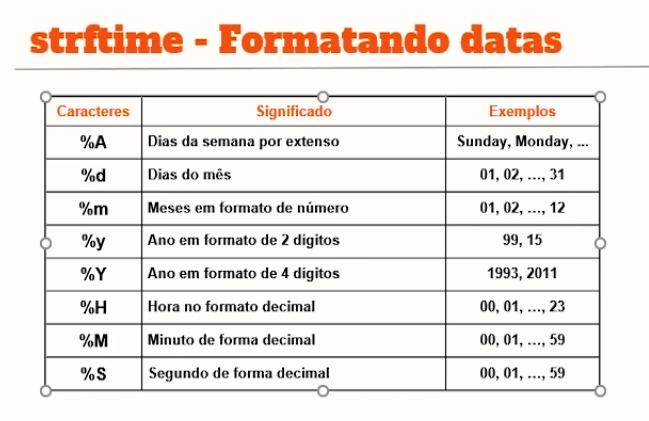 strftime - Formatando datas
Caracteres Significado Exemplos
%A Dias da semana por extenso Sunday, Monday, ...
%d Dias do mês 01, 02, ..., 31
%m Meses em formato de número 01, 02, ..., 12
%y Ano em formato de 2 dígitos 99, 15
%Y Ano em formato de 4 dígitos 1993, 2011
%H Hora no formato decimal 00, 01, ..., 23
%M Minuto de forma decimal 00, 01, ..., 59
%S Segundo de forma decimal 00, 01, ..., 59